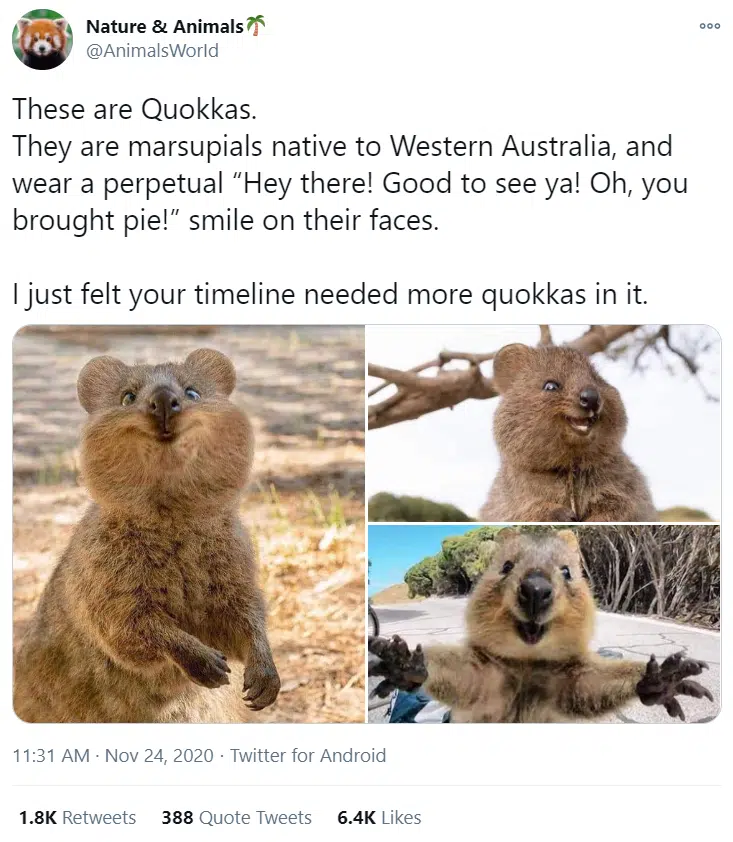 Nature & Animals🌴
@AnimalsWorld
These are Quokkas.
They are marsupials native to Western Australia, and
wear a perpetual “Hey there! Good to see ya! Oh, you
brought pie!” smile on their faces.
I just felt your timeline needed more quokkas in it.
11:31 AM · Nov 24, 2020 · Twitter for Android
1.8K Retweets 388 Quote Tweets 6.4K Likes